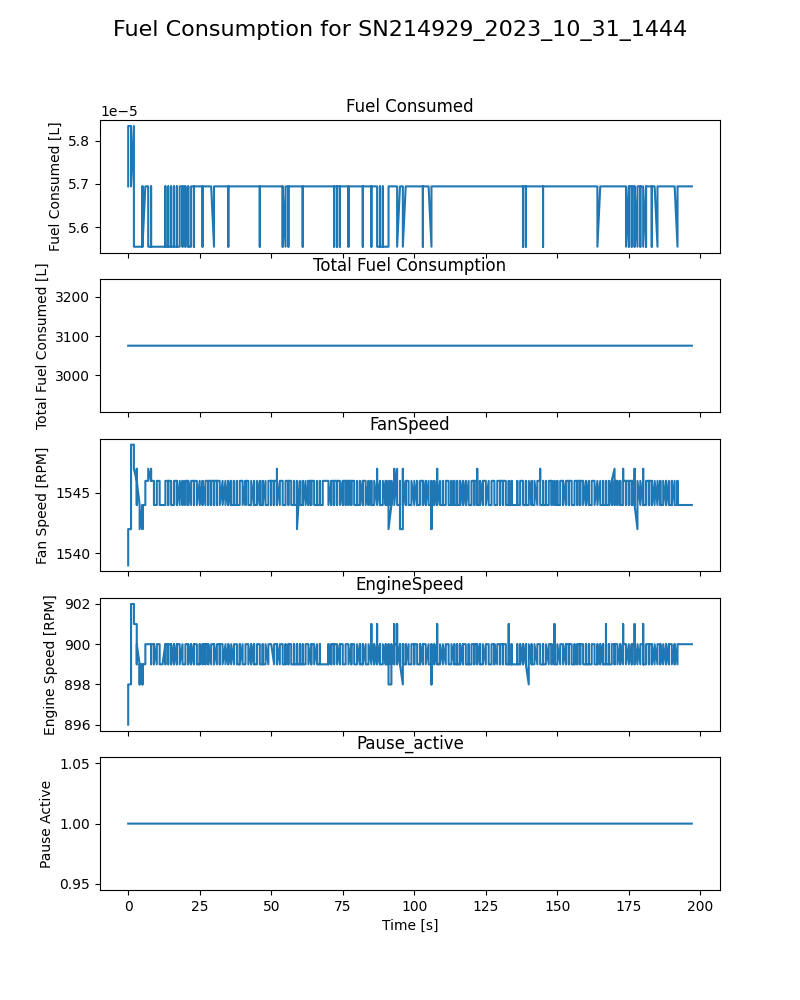 Fuel Consumption for SN214929_2023_10_31_1444
1e−5
Fuel Consumed
Fuel Consumed [L]
5.8
5.7
5.6
Total Fuel Consumption
Total Fuel Consumed [L]
3200
3100
3000
FanSpeed
Fan Speed [RPM]
1545
1540
EngineSpeed
Engine Speed [RPM]
902
900
898
896
Pause_active
Pause Active
1.05
1.00
0.95
0 25 50 75 100 125 150 175 200
Time [s]